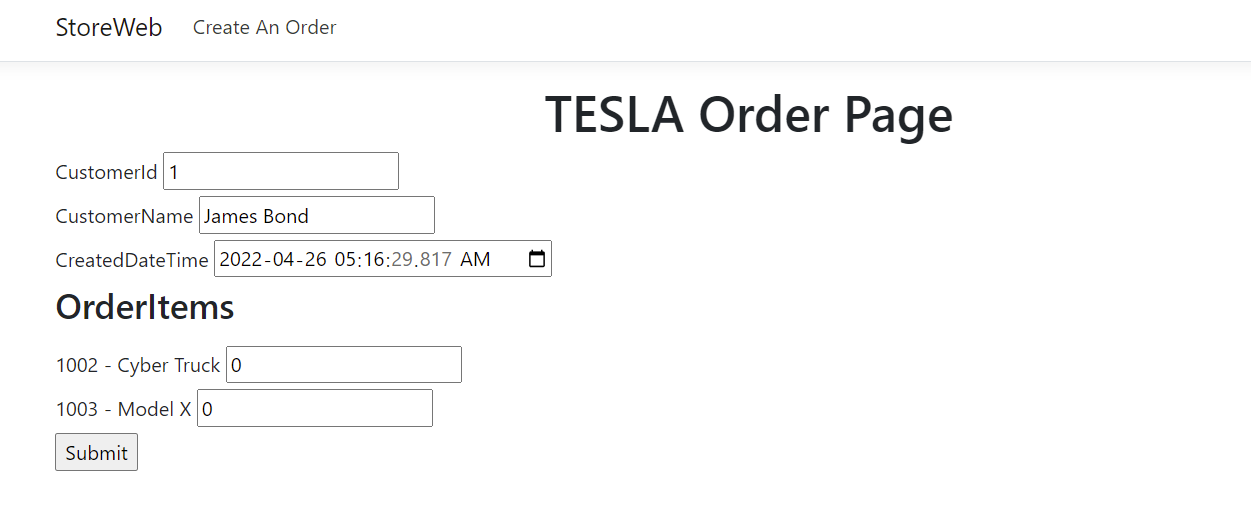 StoreWeb Create An Order
TESLA Order Page
CustomerId 1
CustomerName James Bond
CreatedDateTime 2022-04-26 05:16:29.817 AM
OrderItems
1002 - Cyber Truck 0
1003 - Model X 0
Submit